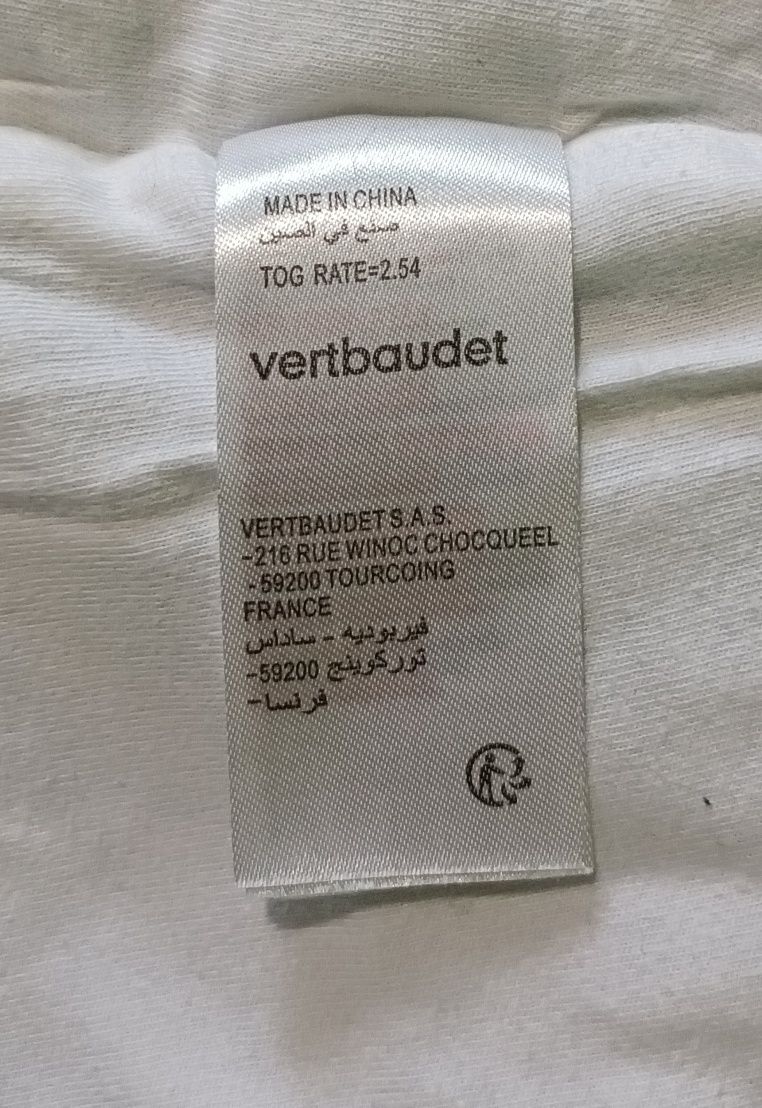 MADE IN CHINA
صنع في الصين
TOG RATE=2.54
vertbaudet
VERTBAUDET S.A.S.
-216 RUE WINOC CHOCQUEEL
-59200 TOURCOING
FRANCE
فيربوديه - ساداس
توركوينج 59200-
فرنسا-